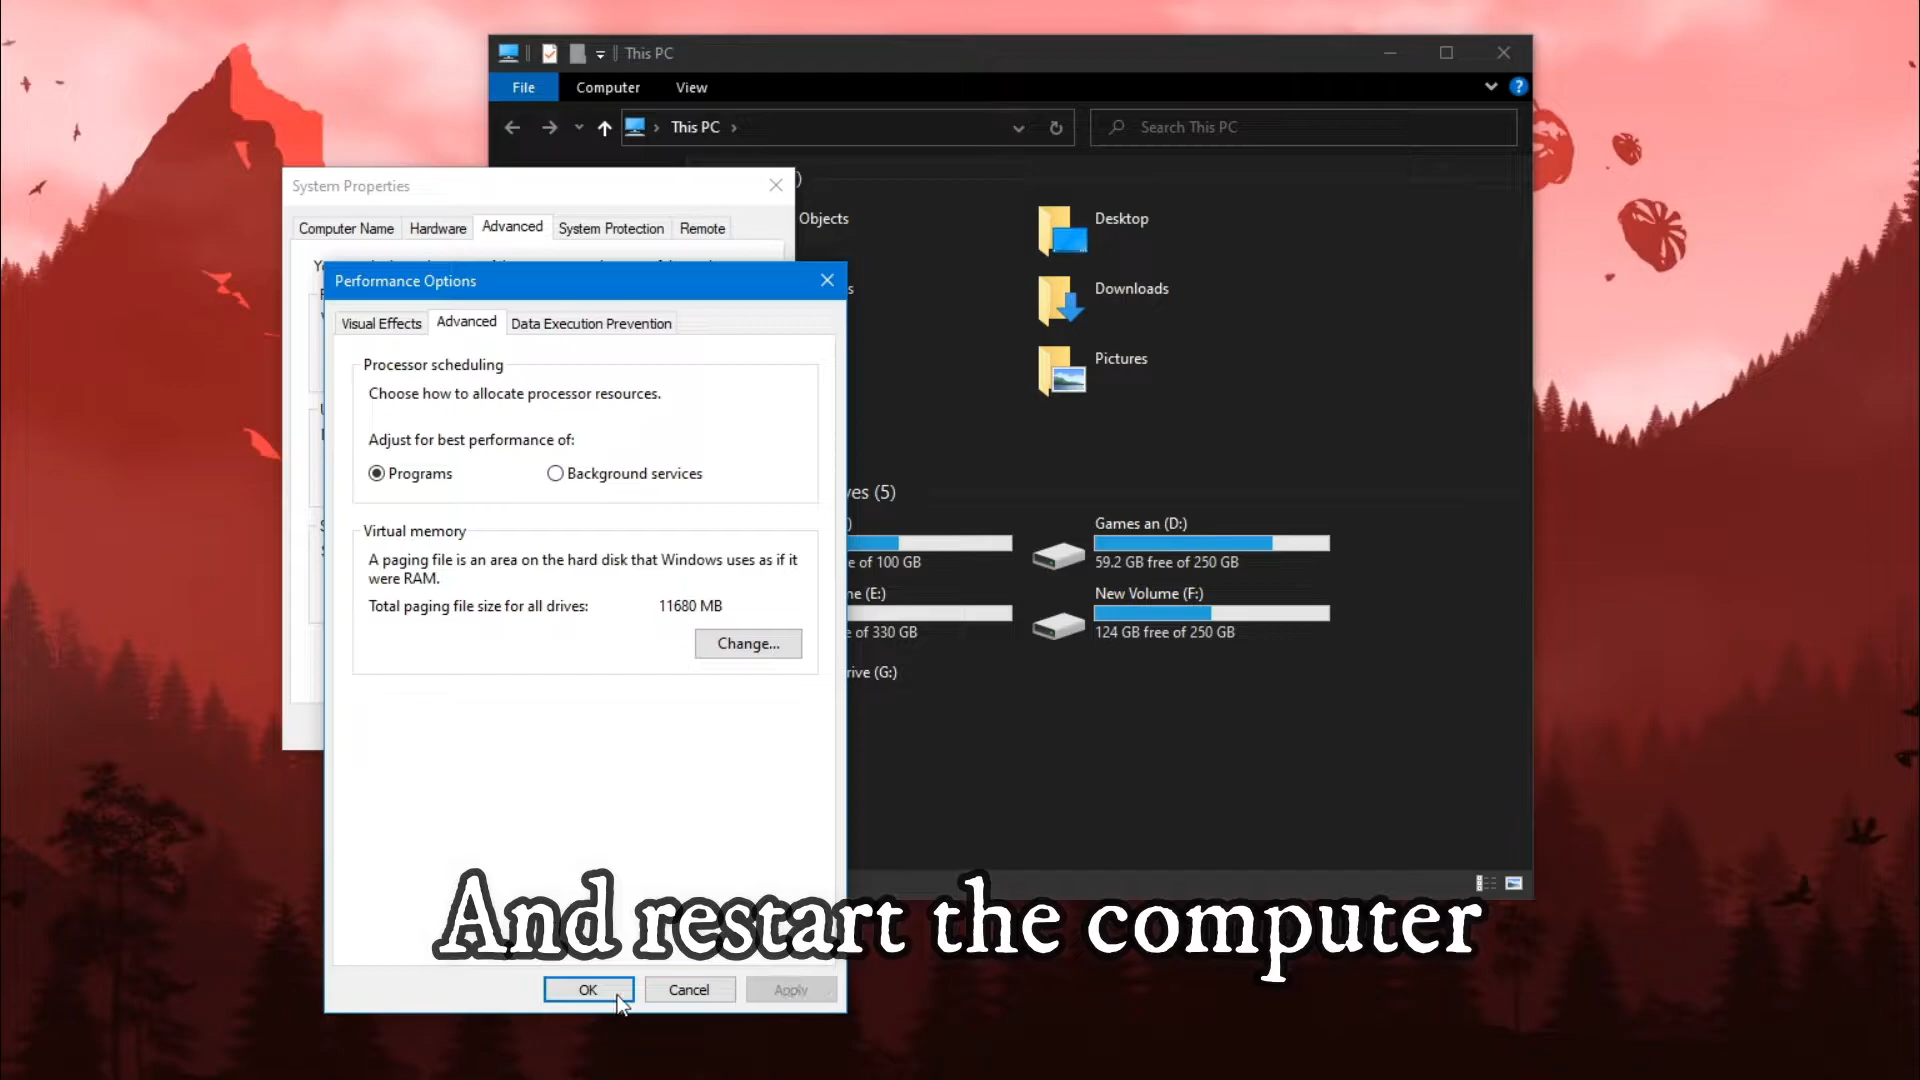 This PC
File
Computer
View
This PC
Search This PC
System Properties
)
Computer Name
Hardware
Advanced
System Protection
Remote
Objects
Desktop
Performance Options
s
Downloads
Visual Effects
Advanced
Data Execution Prevention
Pictures
Processor scheduling
Choose how to allocate processor resources.
Adjust for best performance of:
Programs
Background services
ves (5)
Virtual memory
)
Games an (D:)
A paging file is an area on the hard disk that Windows uses as if it
were RAM.
e of 100 GB
59.2 GB free of 250 GB
Total paging file size for all drives:
11680 MB
ne (E:)
New Volume (F:)
e of 330 GB
124 GB free of 250 GB
Change...
rive (G:)
And restart the computer
OK
Cancel
Apply